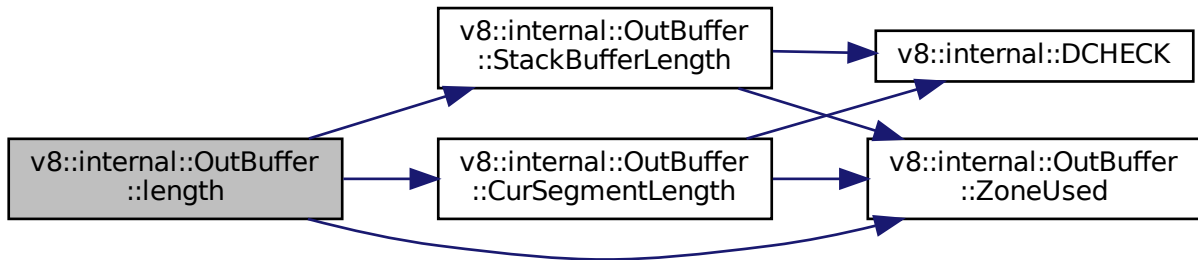 v8::internal::OutBuffer
::length
v8::internal::OutBuffer
::StackBufferLength
v8::internal::OutBuffer
::CurSegmentLength
v8::internal::DCHECK
v8::internal::OutBuffer
::ZoneUsed